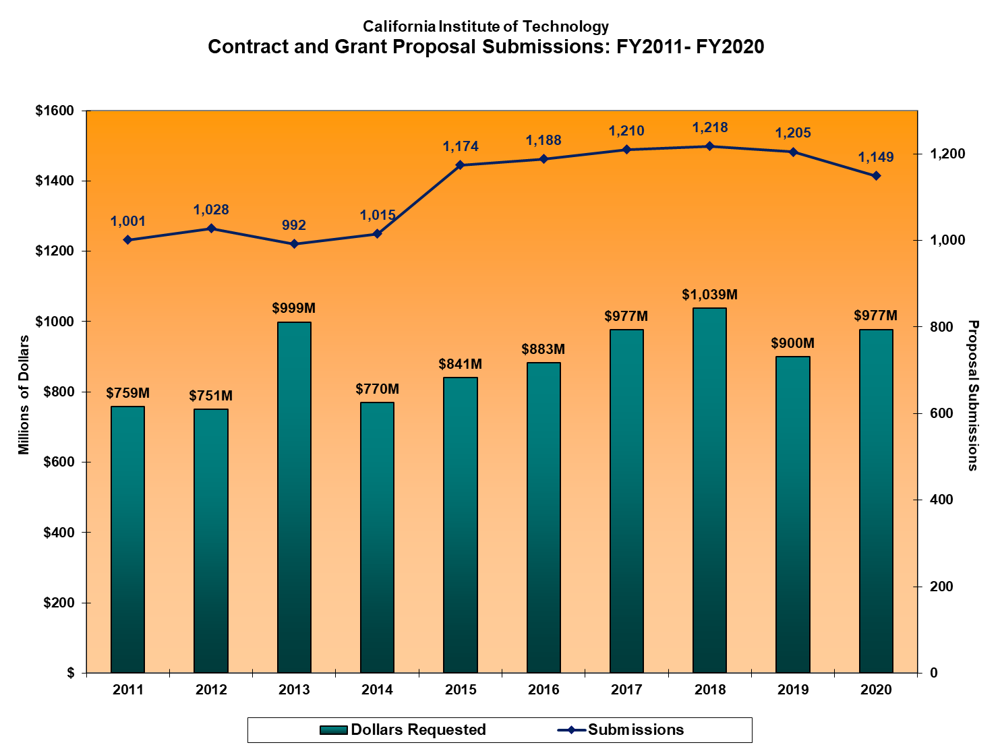 California Institute of Technology
Contract and Grant Proposal Submissions: FY2011- FY2020
$1600
$1400
$1200
$1000
$800
$600
$400
$200
$
Millions of Dollars
1,001
1,028
992
1,015
1,174
1,188
1,210
1,218
1,205
1,149
$759M
$751M
$999M
$770M
$841M
$883M
$977M
$1,039M
$900M
$977M
1,200
1,000
800
600
400
200
0
Proposal Submissions
2011
2012
2013
2014
2015
2016
2017
2018
2019
2020
Dollars Requested
Submissions